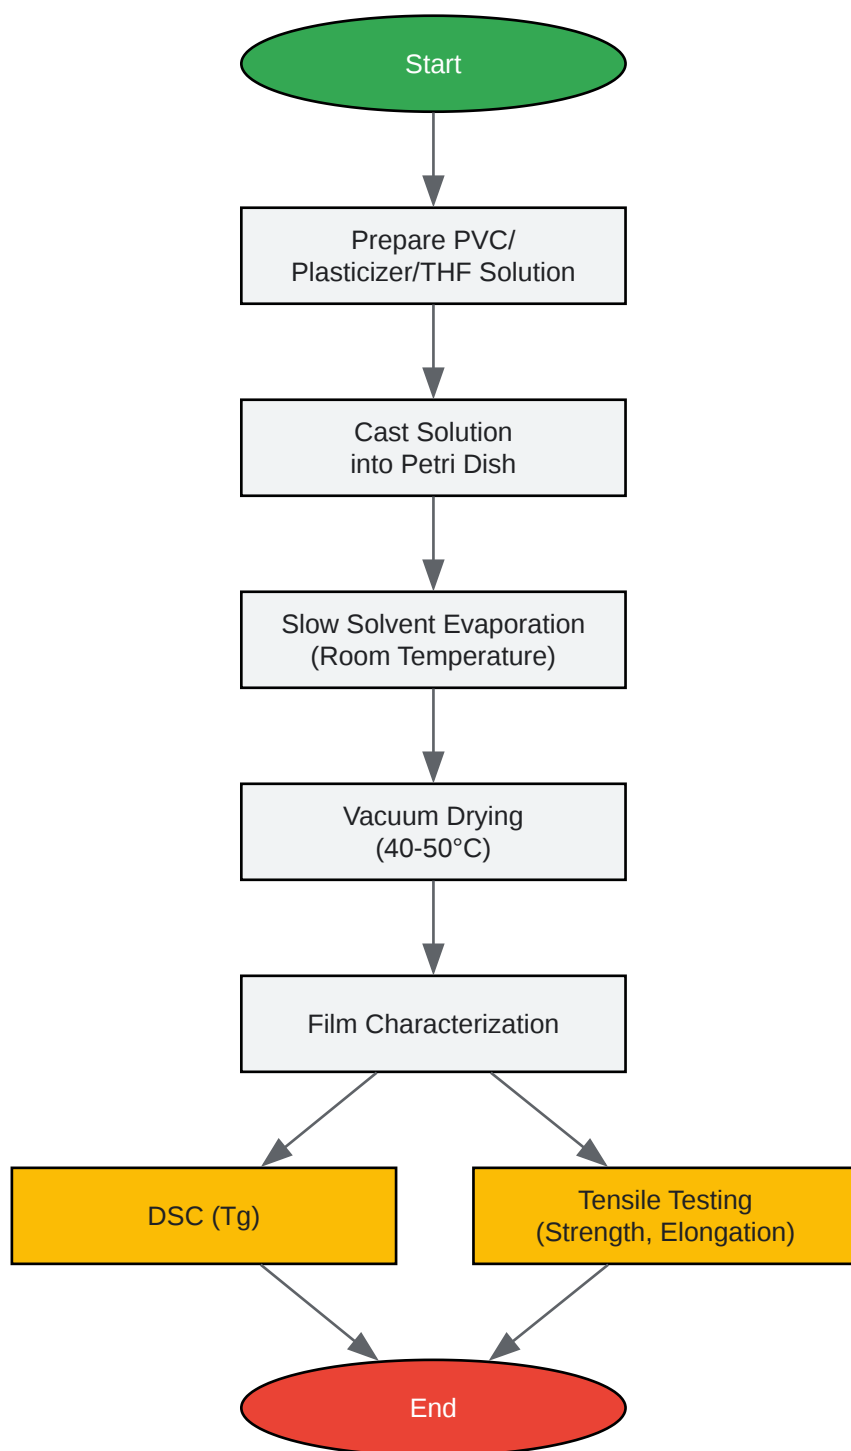 Start
Prepare PVC/
Plasticizer/THF Solution
Cast Solution
into Petri Dish
Slow Solvent Evaporation
(Room Temperature)
Vacuum Drying
(40-50°C)
Film Characterization
DSC (Tg)
Tensile Testing
(Strength, Elongation)
End